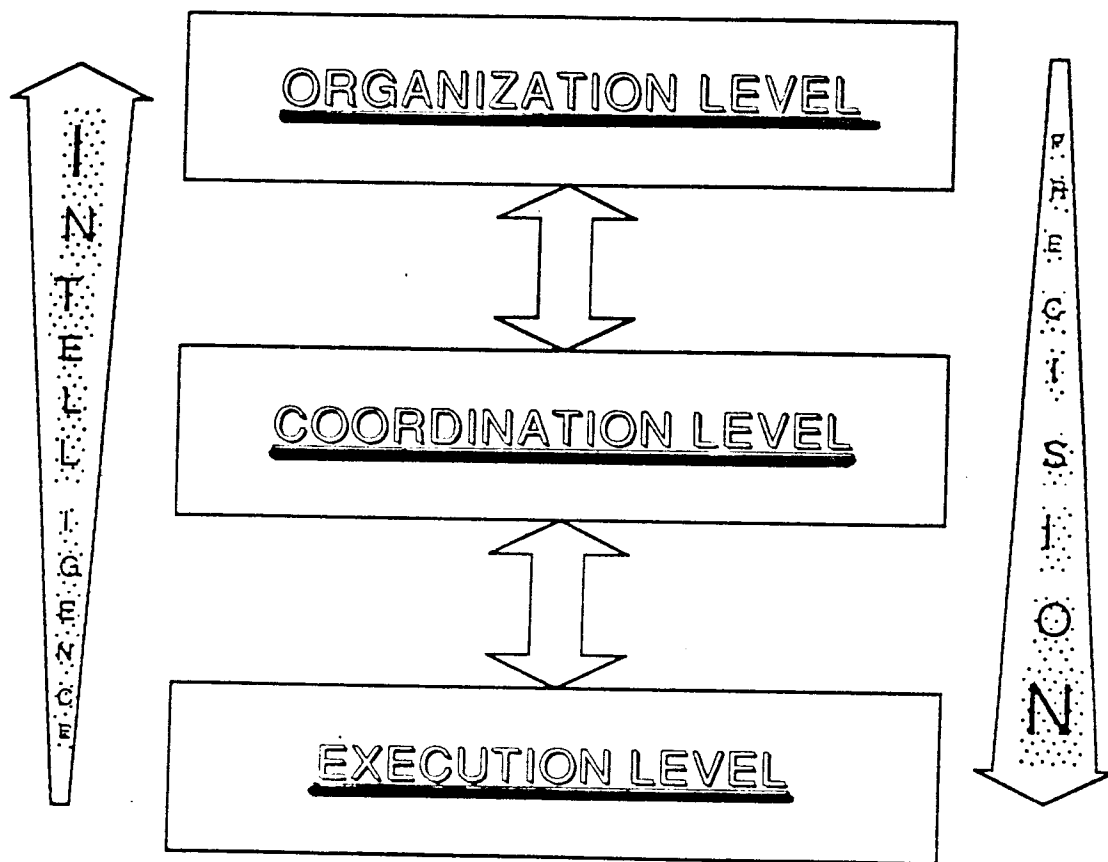 ORGANIZATION LEVEL
INTELLIGENCE
PRECISION
COORDINATION LEVEL
EXECUTION LEVEL